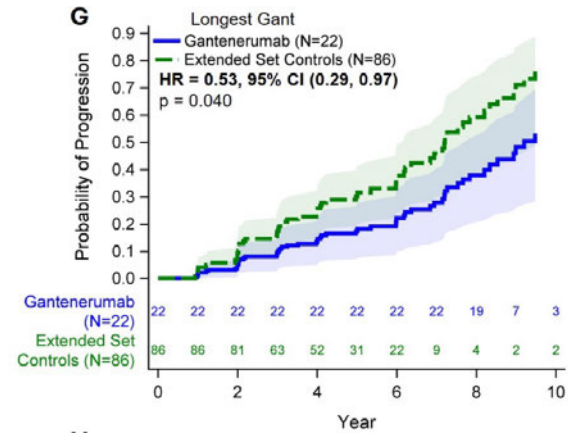 G
Longest Gant
Gantenerumab (N=22)
Extended Set Controls (N=86)
HR = 0.53, 95% CI (0.29, 0.97)
p = 0.040
Probability of Progression
0.9
0.8
0.7
0.6
0.5
0.4
0.3
0.2
0.1
0.0
Gantenerumab
(N=22)
22 22 22 22 22 22 22 22 19 7 3
Extended Set
Controls (N=86)
86 86 81 63 52 31 22 9 4 2 2
0 2 4 6 8 10
Year